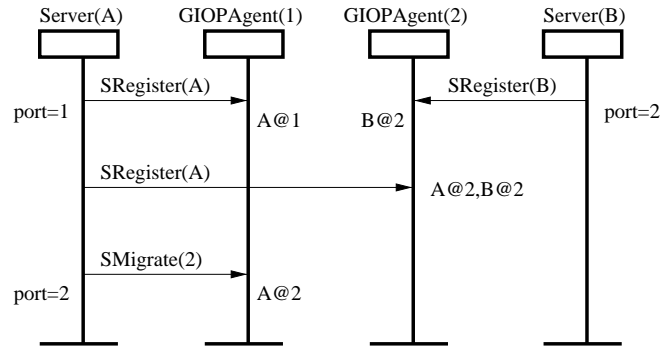 Server(A)
GIOPAgent(1)
GIOPAgent(2)
Server(B)
SRegister(A)
SRegister(B)
port=1
A@1
B@2
port=2
SRegister(A)
A@2,B@2
SMigrate(2)
port=2
A@2